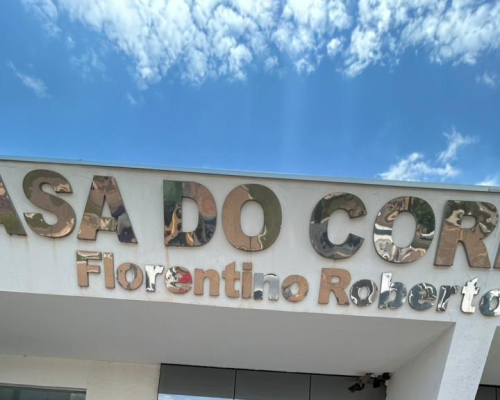 ASA DO COR
Florentino Roberto